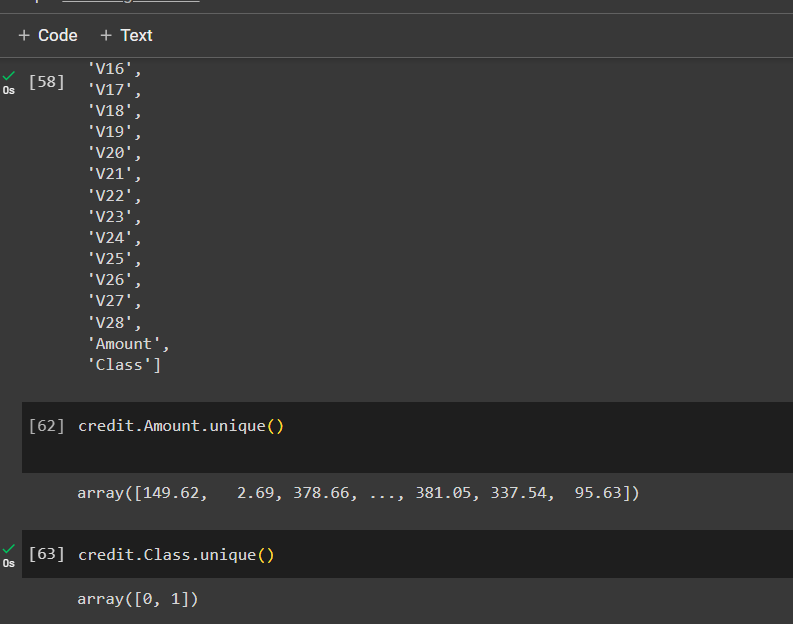 + Code + Text
0s
[58]
'V16',
'V17',
'V18',
'V19',
'V20',
'V21',
'V22',
'V23',
'V24',
'V25',
'V26',
'V27',
'V28',
'Amount',
'Class']
[62] credit.Amount.unique()
array([149.62,   2.69, 378.66, ..., 381.05, 337.54,  95.63])
0s
[63] credit.Class.unique()
array([0, 1])